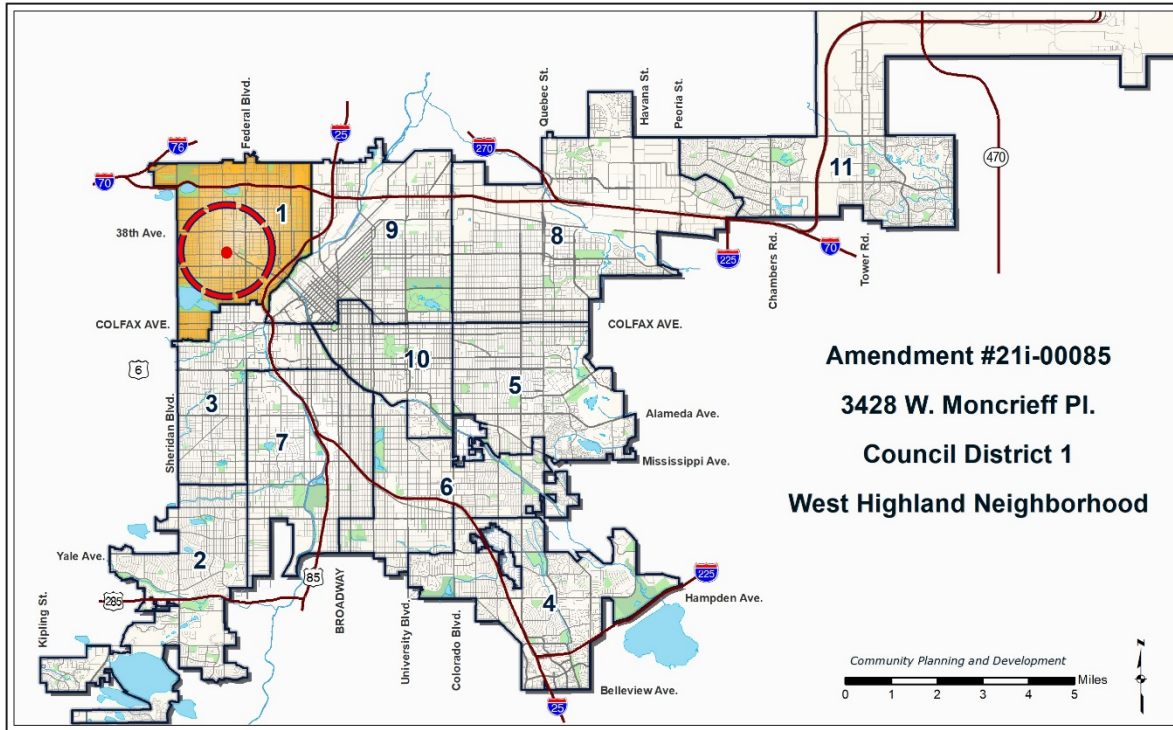 Federal Blvd.
Quebec St.
Havana St.
Peoria St.
76
25
270
470
70
1
11
38th Ave.
9
8
225
Chambers Rd.
70
Tower Rd.
COLFAX AVE.
COLFAX AVE.
6
10
5
Amendment #21i-00085
3428 W. Moncrieff Pl.
Council District 1
West Highland Neighborhood
Sheridan Blvd.
3
Alameda Ave.
7
Mississippi Ave.
6
Yale Ave.
2
85
225
285
BROADWAY
University Blvd.
Colorado Blvd.
4
Hampden Ave.
Kipling St.
Belleview Ave.
25
Community Planning and Development
Miles
0 1 2 3 4 5
N